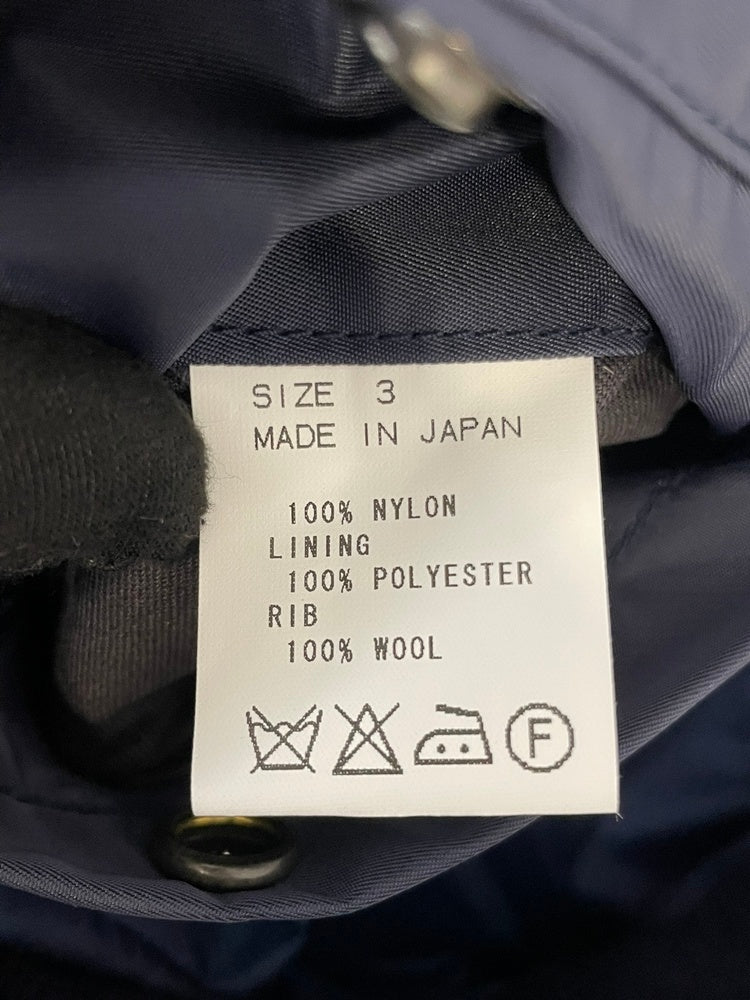 SIZE 3
MADE IN JAPAN
100% NYLON
LINING
100% POLYESTER
RIB
100% WOOL
F